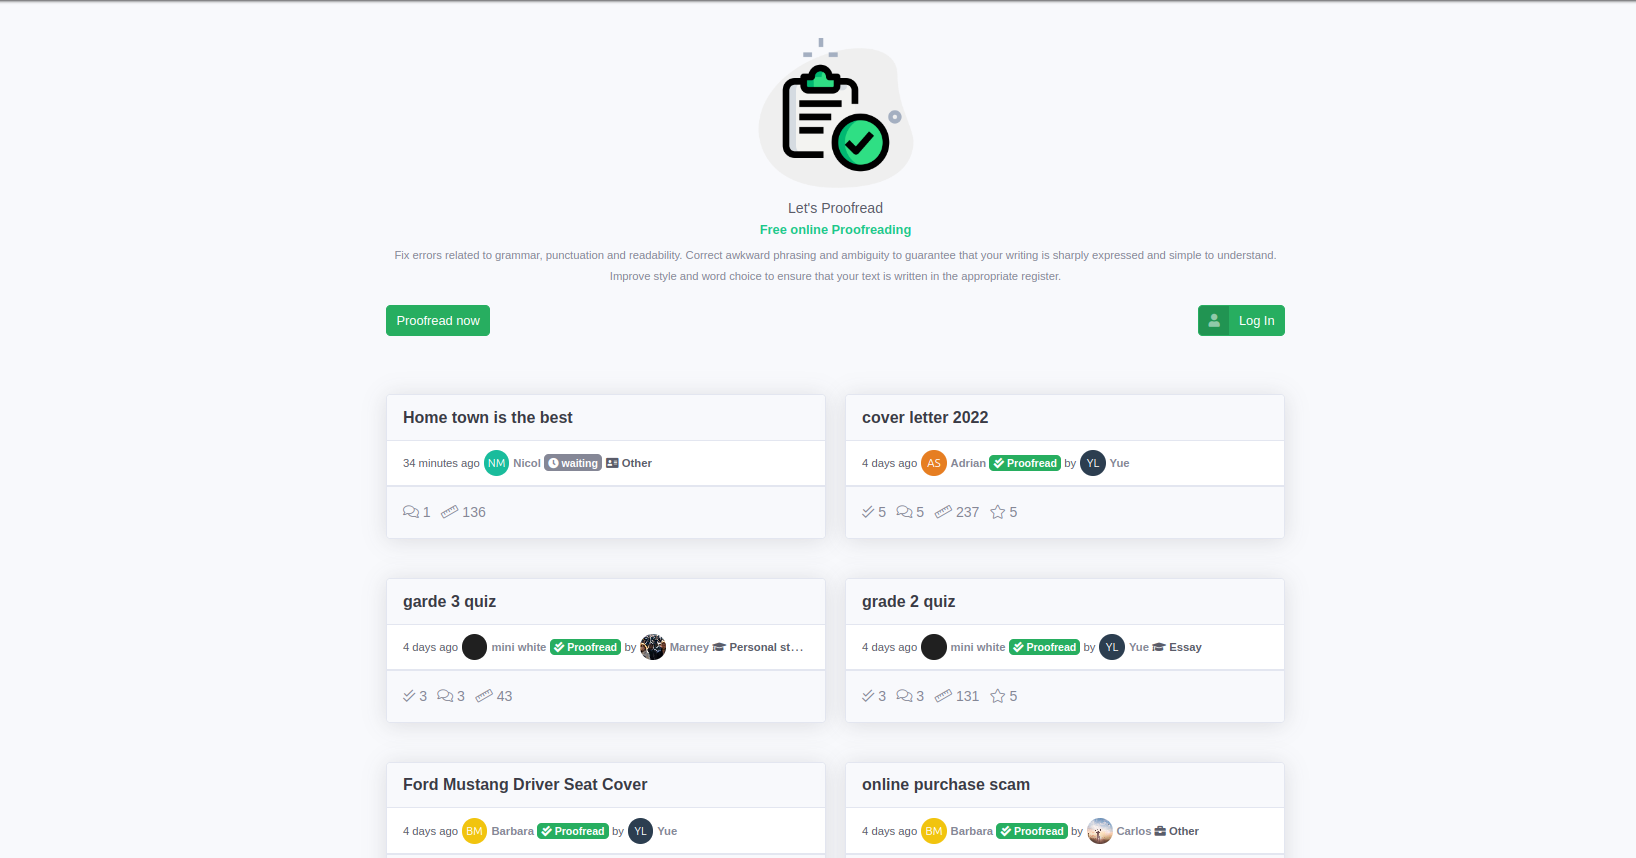 Let's Proofread
Free online Proofreading
Fix errors related to grammar, punctuation and readability. Correct awkward phrasing and ambiguity to guarantee that your writing is sharply expressed and simple to understand.
Improve style and word choice to ensure that your text is written in the appropriate register.
Proofread now
Log In
Home town is the best
34 minutes ago NM Nicol waiting Other
1 136
cover letter 2022
4 days ago AS Adrian Proofread by YL Yue
5 5 237 5
garde 3 quiz
4 days ago mini white Proofread by Marney Personal st...
3 3 43
grade 2 quiz
4 days ago mini white Proofread by YL Yue Essay
3 3 131 5
Ford Mustang Driver Seat Cover
4 days ago BM Barbara Proofread by YL Yue
online purchase scam
4 days ago BM Barbara Proofread by Carlos Other